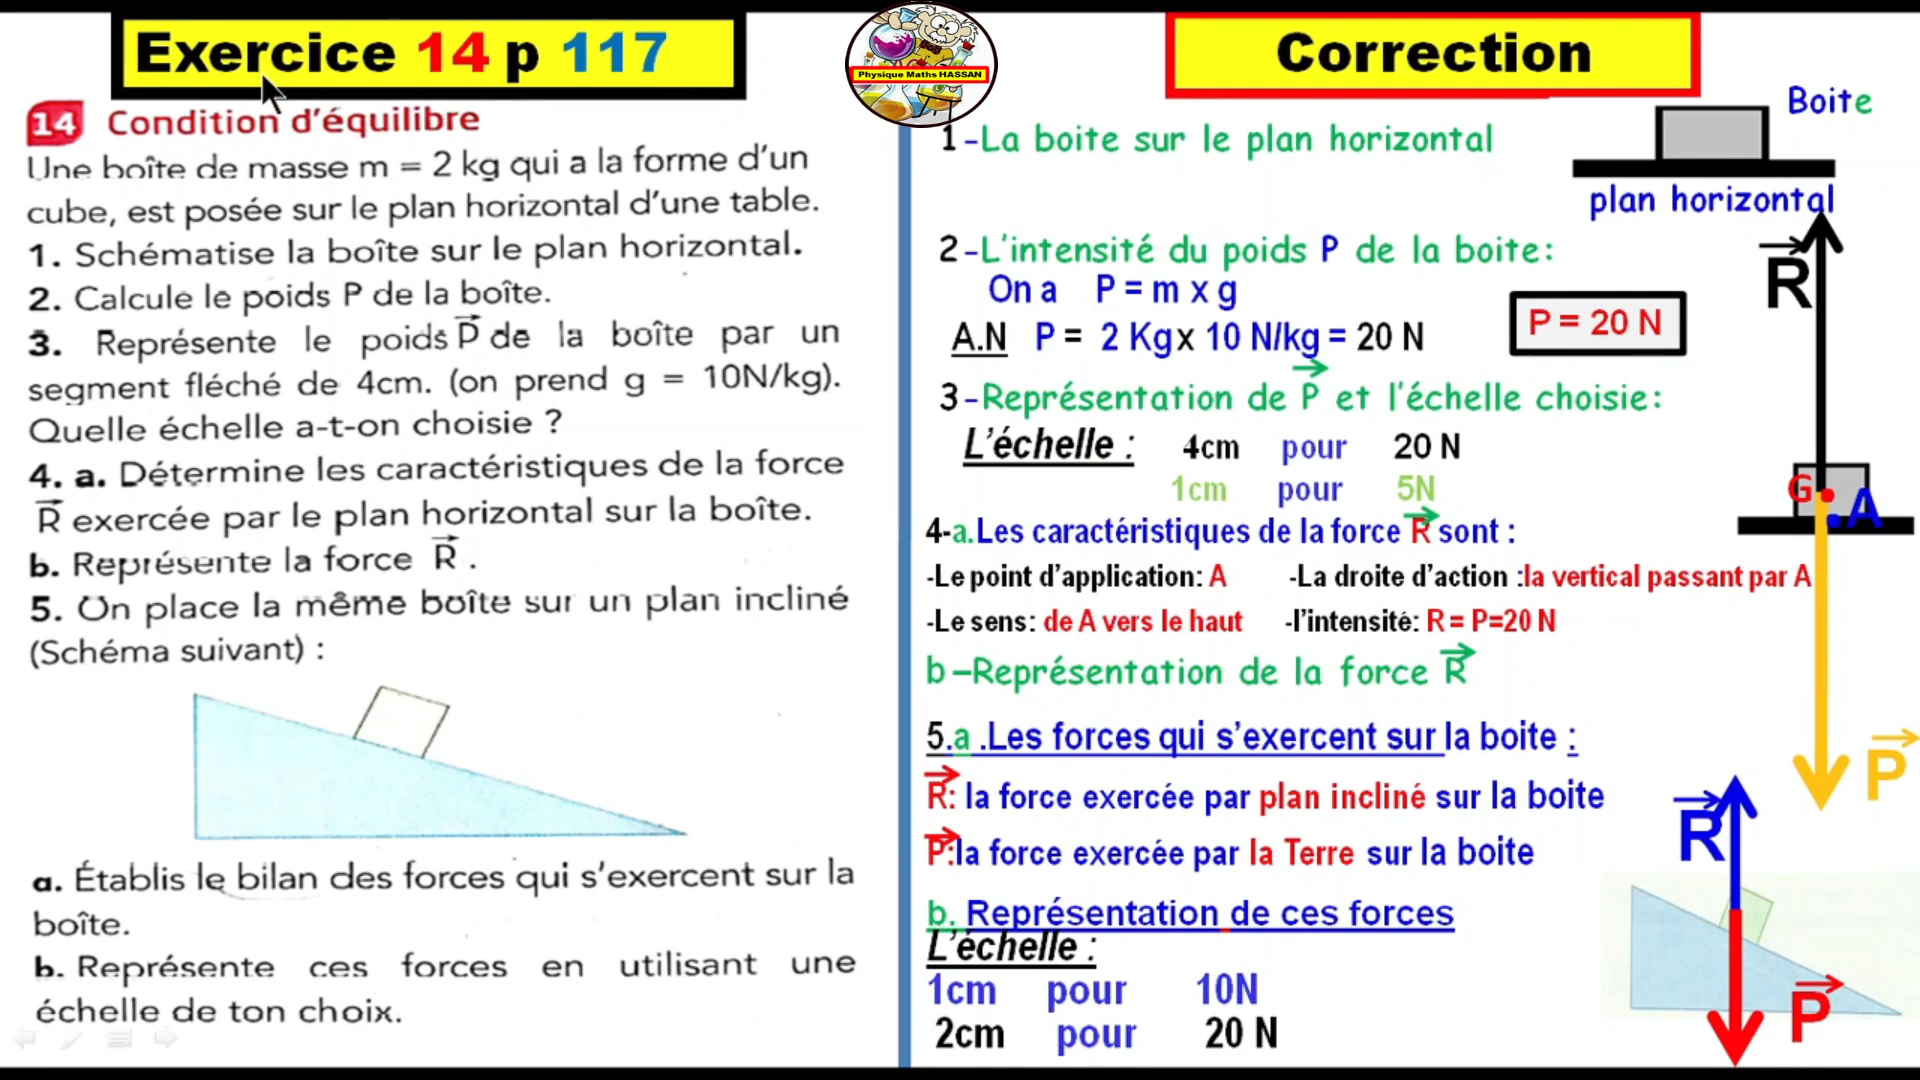 Exercice 14 p 117
14 Condition d'équilibre
Une boîte de masse m = 2 kg qui a la forme d'un
cube, est posée sur le plan horizontal d'une table.
1. Schématise la boîte sur le plan horizontal.
2. Calcule le poids P de la boîte.
3. Représente le poids P de la boîte par un
segment fléché de 4cm. (on prend g = 10N/kg).
Quelle échelle a-t-on choisie ?
4. a. Détermine les caractéristiques de la force
R exercée par le plan horizontal sur la boîte.
b. Représente la force R .
5. On place la même boîte sur un plan incliné
(Schéma suivant) :
a. Établis le bilan des forces qui s'exercent sur la
boîte.
b. Représente ces forces en utilisant une
échelle de ton choix.
Physique Maths HASSAN
Correction
Boite
1 -La boite sur le plan horizontal
plan horizontal
2 -L'intensité du poids P de la boite:
On a P = m x g
A.N P = 2 Kg x 10 N/kg = 20 N
P = 20 N
3 -Représentation de P et l'échelle choisie:
L'échelle : 4cm pour 20 N
1cm pour 5N
4-a.Les caractéristiques de la force R sont :
-Le point d'application: A -La droite d'action :la vertical passant par A
-Le sens: de A vers le haut -l'intensité: R = P=20 N
b –Représentation de la force R
5.a .Les forces qui s'exercent sur la boite :
R: la force exercée par plan incliné sur la boite
P:la force exercée par la Terre sur la boite
b. Représentation de ces forces
L'échelle :
1cm pour 10N
2cm pour 20 N
R
G
A
P
R
P